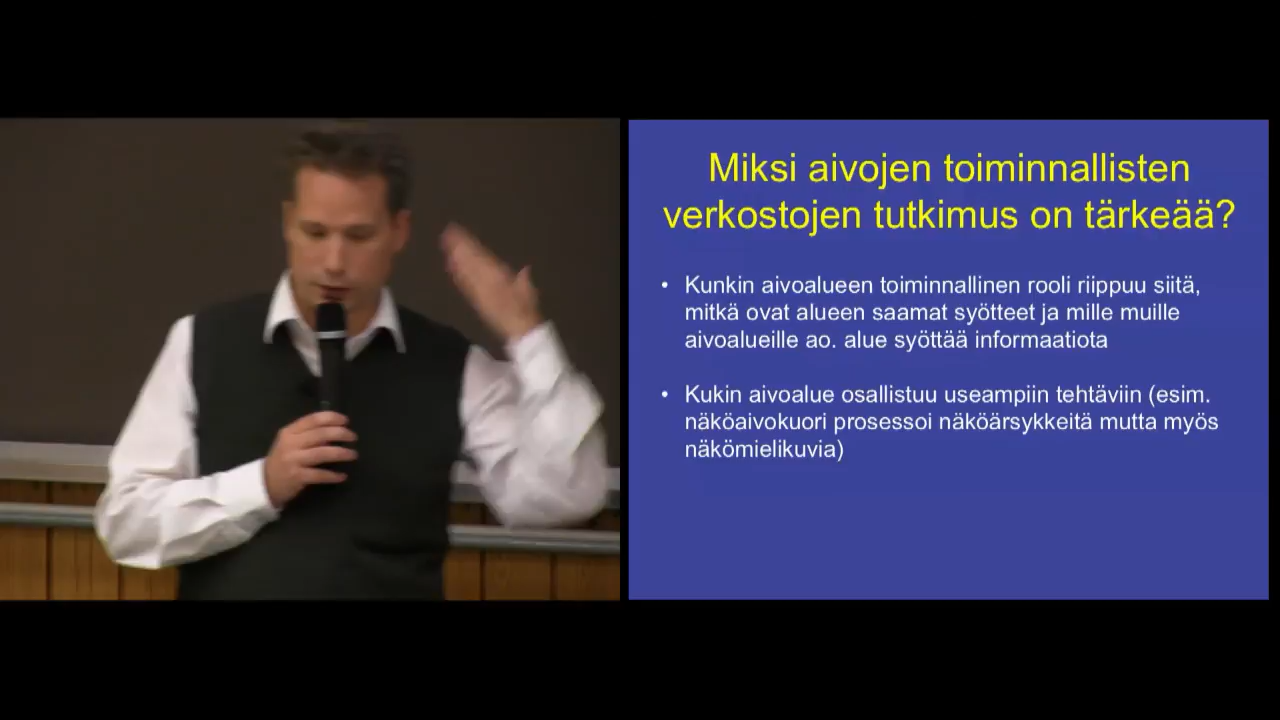 Miksi aivojen toiminnallisten
verkostojen tutkimus on tärkeää?
• Kunkin aivoalueen toiminnallinen rooli riippuu siitä,
mitkä ovat alueen saamat syötteet ja mille muille
aivoalueille ao. alue syöttää informaatiota
• Kukin aivoalue osallistuu useampiin tehtäviin (esim.
näköaivokuori prosessoi näköärsykkeitä mutta myös
näkömielikuvia)